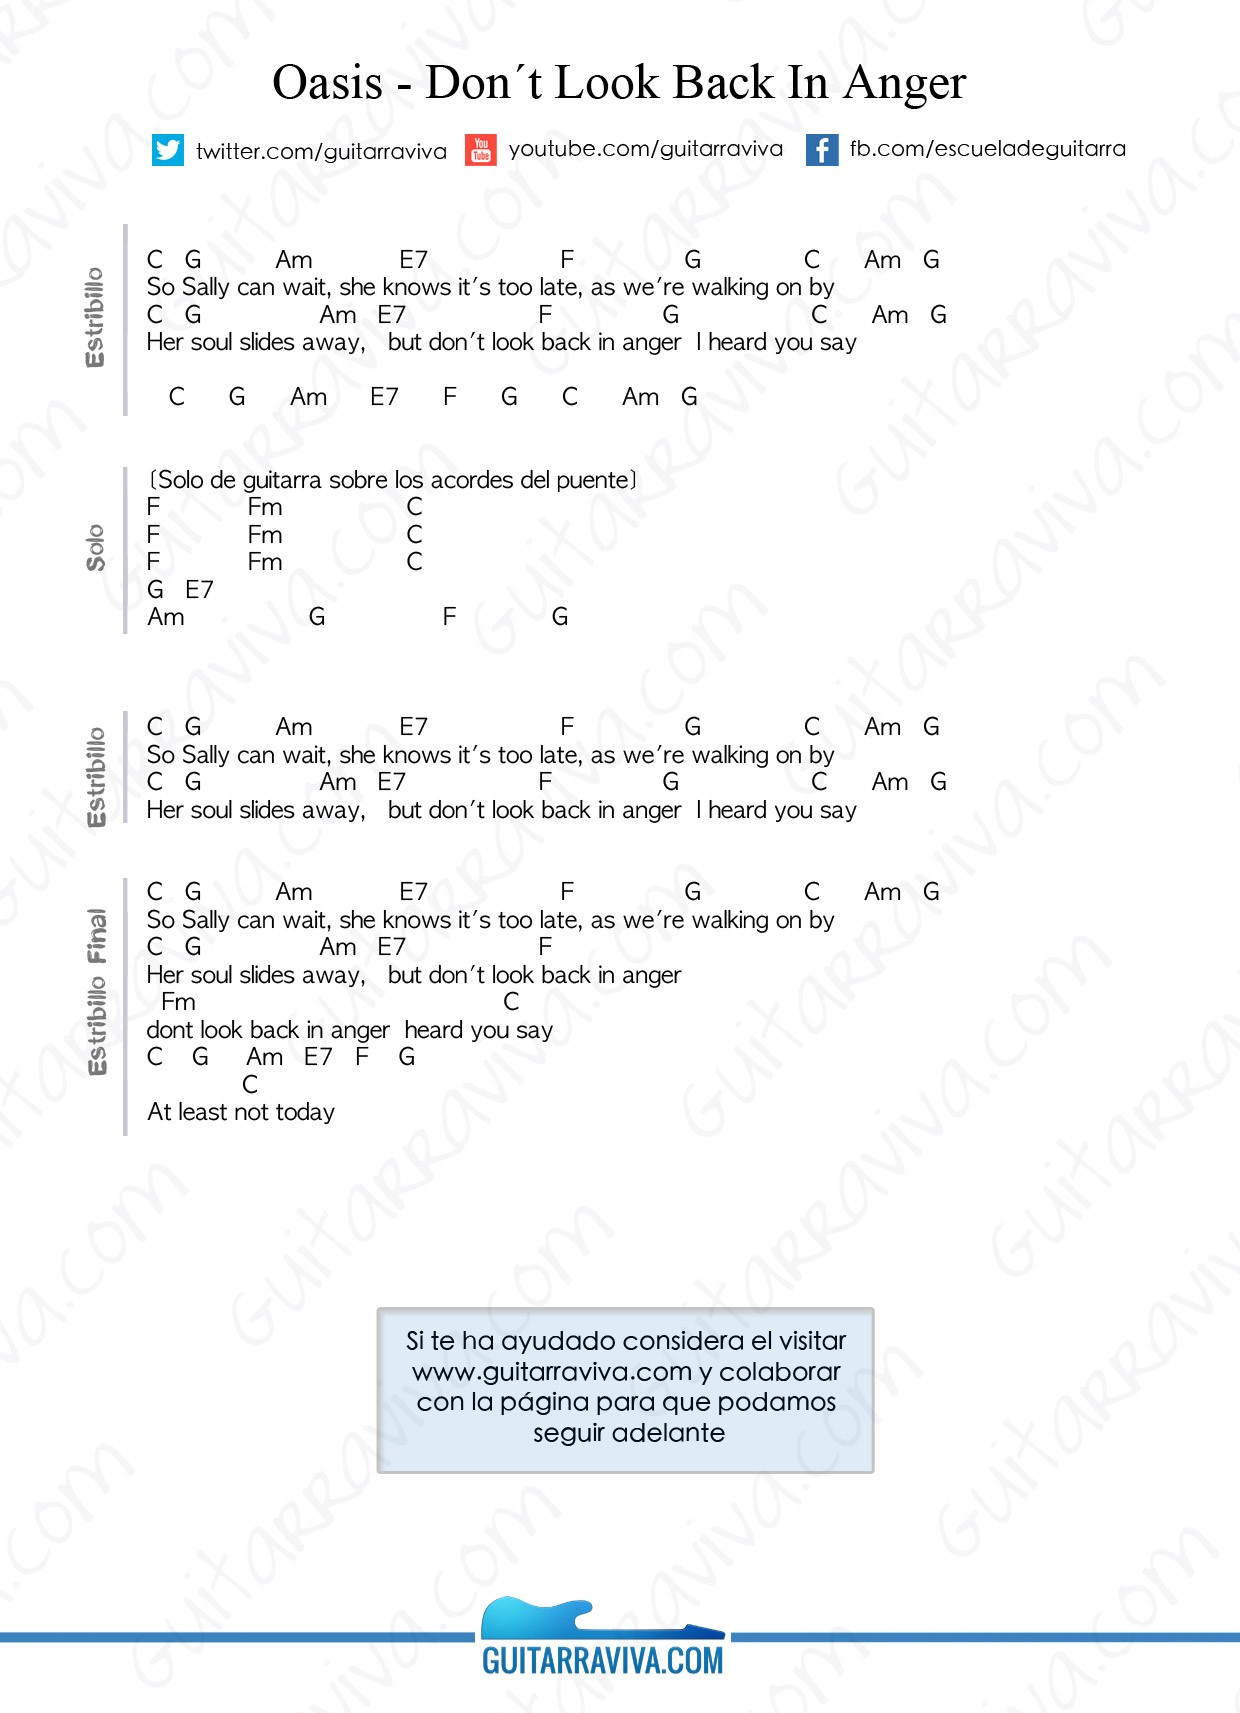 Oasis - Don´t Look Back In Anger
twitter.com/guitarraviva youtube.com/guitarraviva fb.com/escueladeguitarra
Estribillo
C G Am E7 F G C Am G
So Sally can wait, she knows it's too late, as we're walking on by
C G Am E7 F G C Am G
Her soul slides away, but don't look back in anger I heard you say
C G Am E7 F G C Am G
Solo
(Solo de guitarra sobre los acordes del puente)
F Fm C
F Fm C
F Fm C
G E7
Am G F G
Estribillo
C G Am E7 F G C Am G
So Sally can wait, she knows it's too late, as we're walking on by
C G Am E7 F G C Am G
Her soul slides away, but don't look back in anger I heard you say
Estribillo Final
C G Am E7 F G C Am G
So Sally can wait, she knows it's too late, as we're walking on by
C G Am E7 F
Her soul slides away, but don't look back in anger
Fm C
dont look back in anger heard you say
C G Am E7 F G
C
At least not today
Si te ha ayudado considera el visitar
www.guitarraviva.com y colaborar
con la página para que podamos
seguir adelante
GUITARRAVIVA.COM